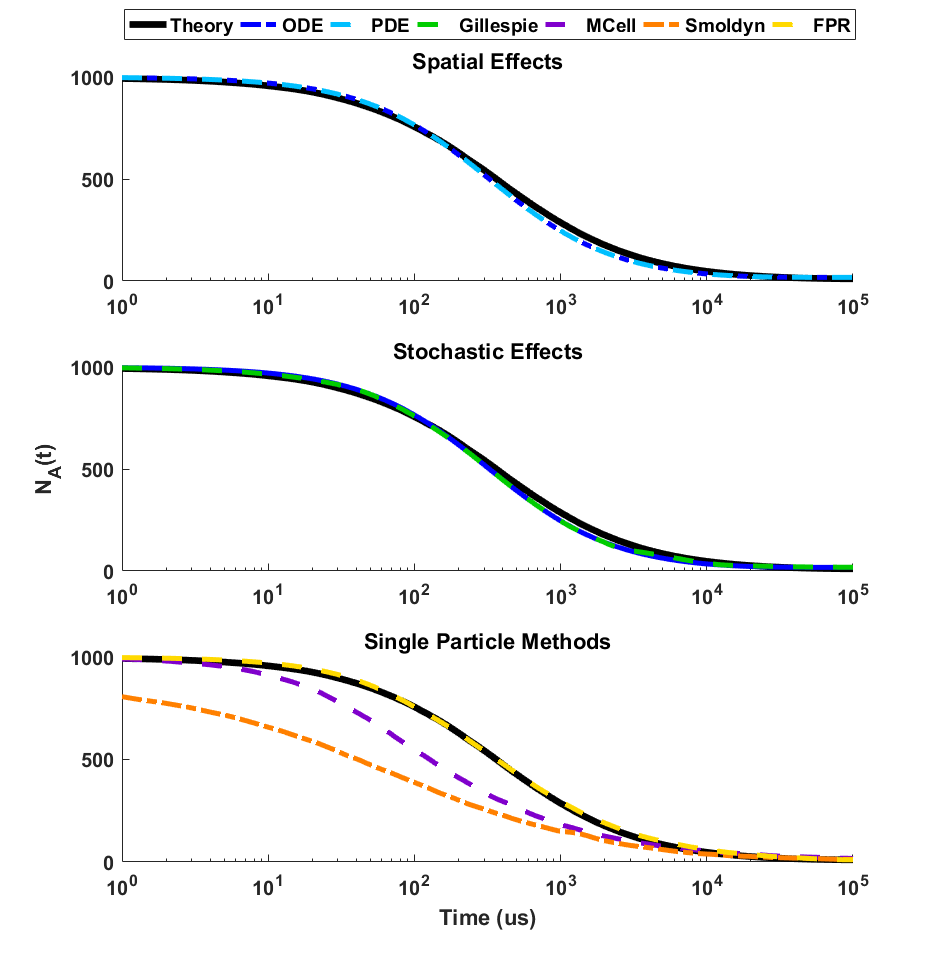 Theory ODE PDE Gillespie MCell Smoldyn FPR
Spatial Effects
1000
500
0
10^0 10^1 10^2 10^3 10^4 10^5
Stochastic Effects
1000
500
0
N_A(t)
10^0 10^1 10^2 10^3 10^4 10^5
Single Particle Methods
1000
500
0
10^0 10^1 10^2 10^3 10^4 10^5
Time (us)